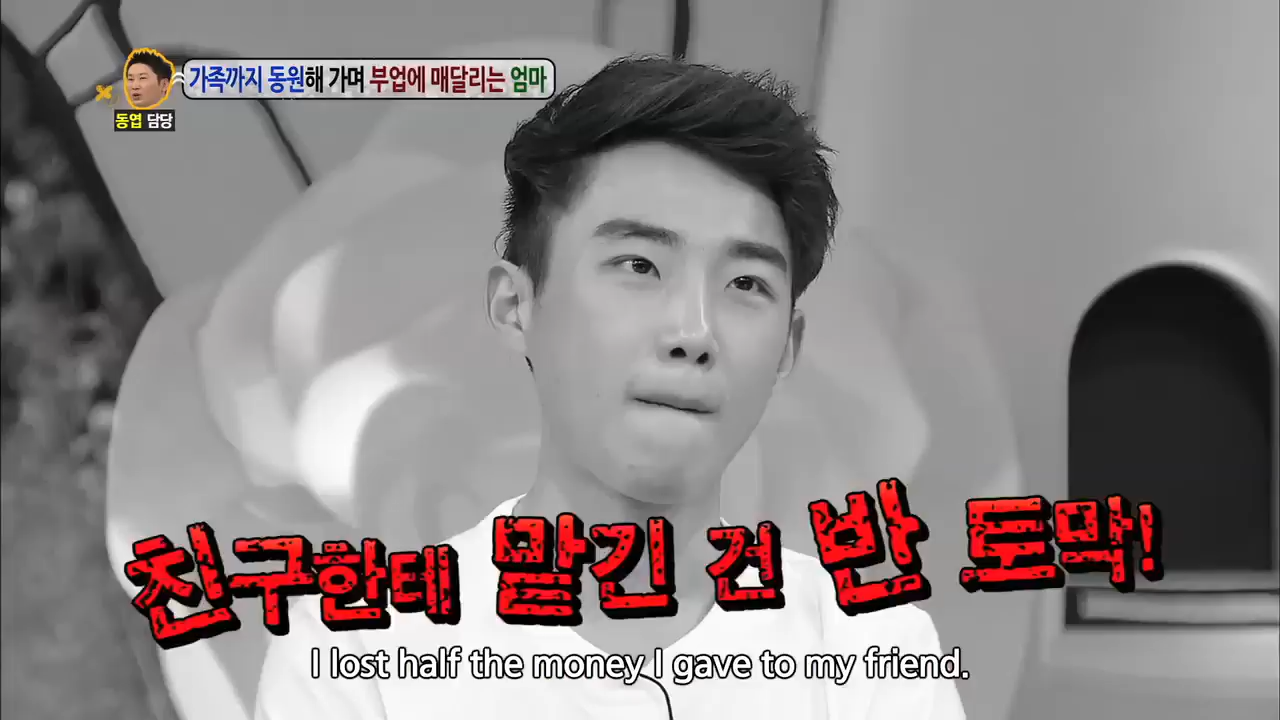 가족까지 동원해 가며 부업에 매달리는 엄마
동엽 담당
친구한테 맡긴 건 반 토막!
I lost half the money I gave to my friend.